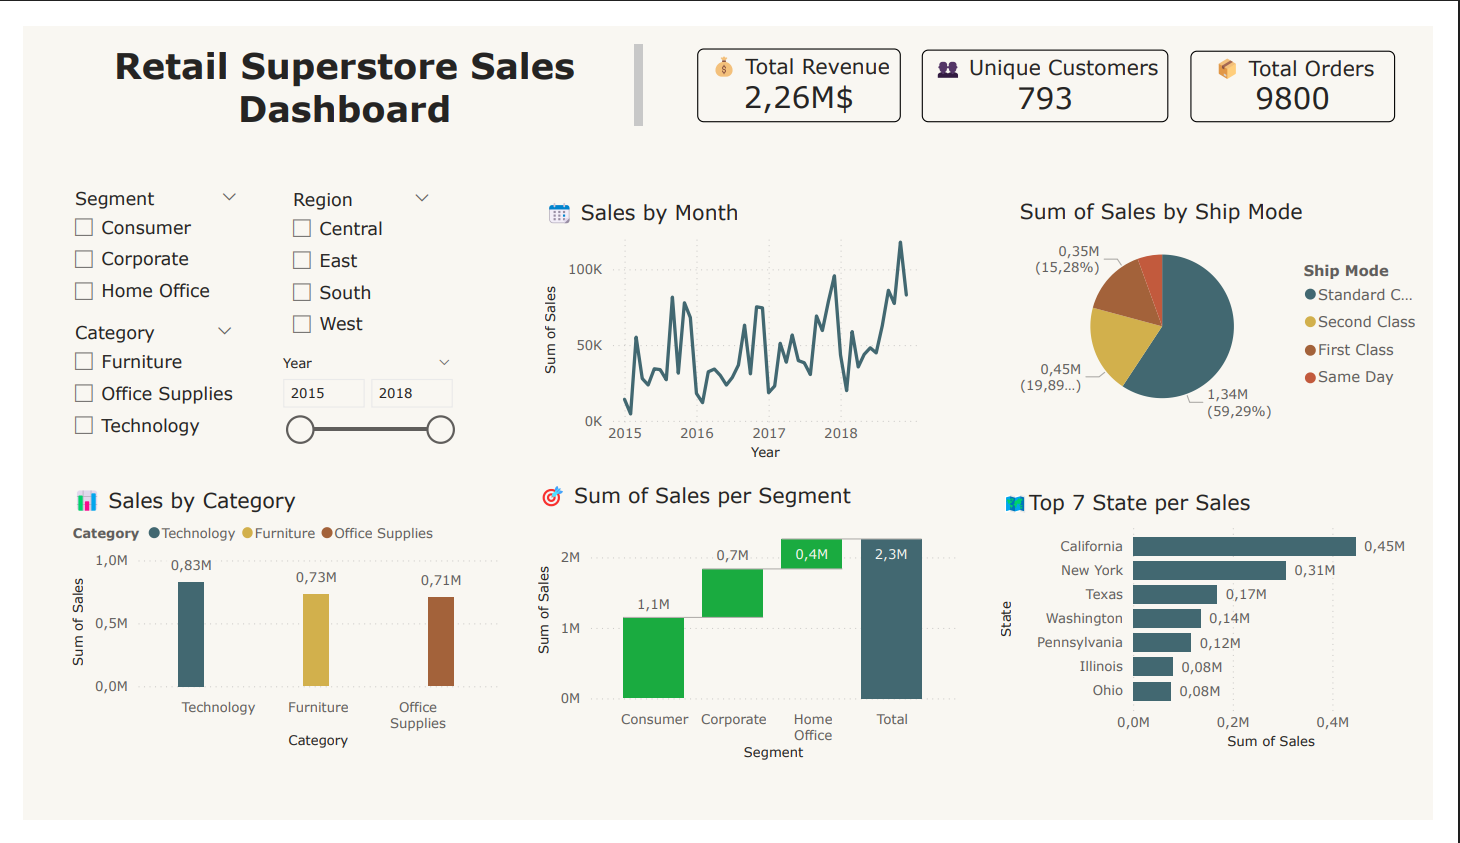 Retail Superstore Sales
Dashboard
Total Revenue
2,26M$
Unique Customers
793
Total Orders
9800
Segment
Consumer
Corporate
Home Office
Region
Central
East
South
West
Category
Furniture
Office Supplies
Technology
Year
2015 2018
Sales by Month
Sum of Sales
100K
50K
0K
2015 2016 2017 2018
Year
Sum of Sales by Ship Mode
0,35M
(15,28%)
0,45M
(19,89...)
1,34M
(59,29%)
Ship Mode
Standard C...
Second Class
First Class
Same Day
Sales by Category
Category Technology Furniture Office Supplies
Sum of Sales
1,0M
0,5M
0,0M
0,83M
0,73M
0,71M
Technology Furniture Office
Supplies
Category
Sum of Sales per Segment
Sum of Sales
2M
1M
0M
1,1M
0,7M
0,4M
2,3M
Consumer Corporate Home Total
Office
Segment
Top 7 State per Sales
State
California 0,45M
New York 0,31M
Texas 0,17M
Washington 0,14M
Pennsylvania 0,12M
Illinois 0,08M
Ohio 0,08M
0,0M 0,2M 0,4M
Sum of Sales